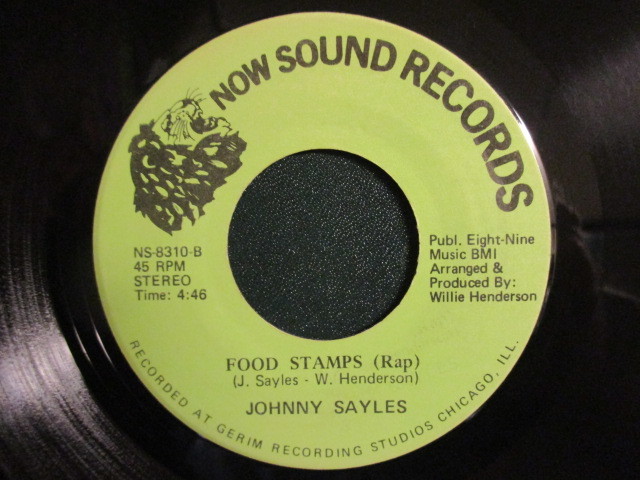 NOW SOUND RECORDS
NS-8310-B
45 RPM
STEREO
Time: 4:46
Publ. Eight-Nine
Music BMI
Arranged &
Produced By:
Willie Henderson
FOOD STAMPS (Rap)
(J. Sayles - W. Henderson)
JOHNNY SAYLES
RECORDED AT GERIM RECORDING STUDIOS CHICAGO, ILL.